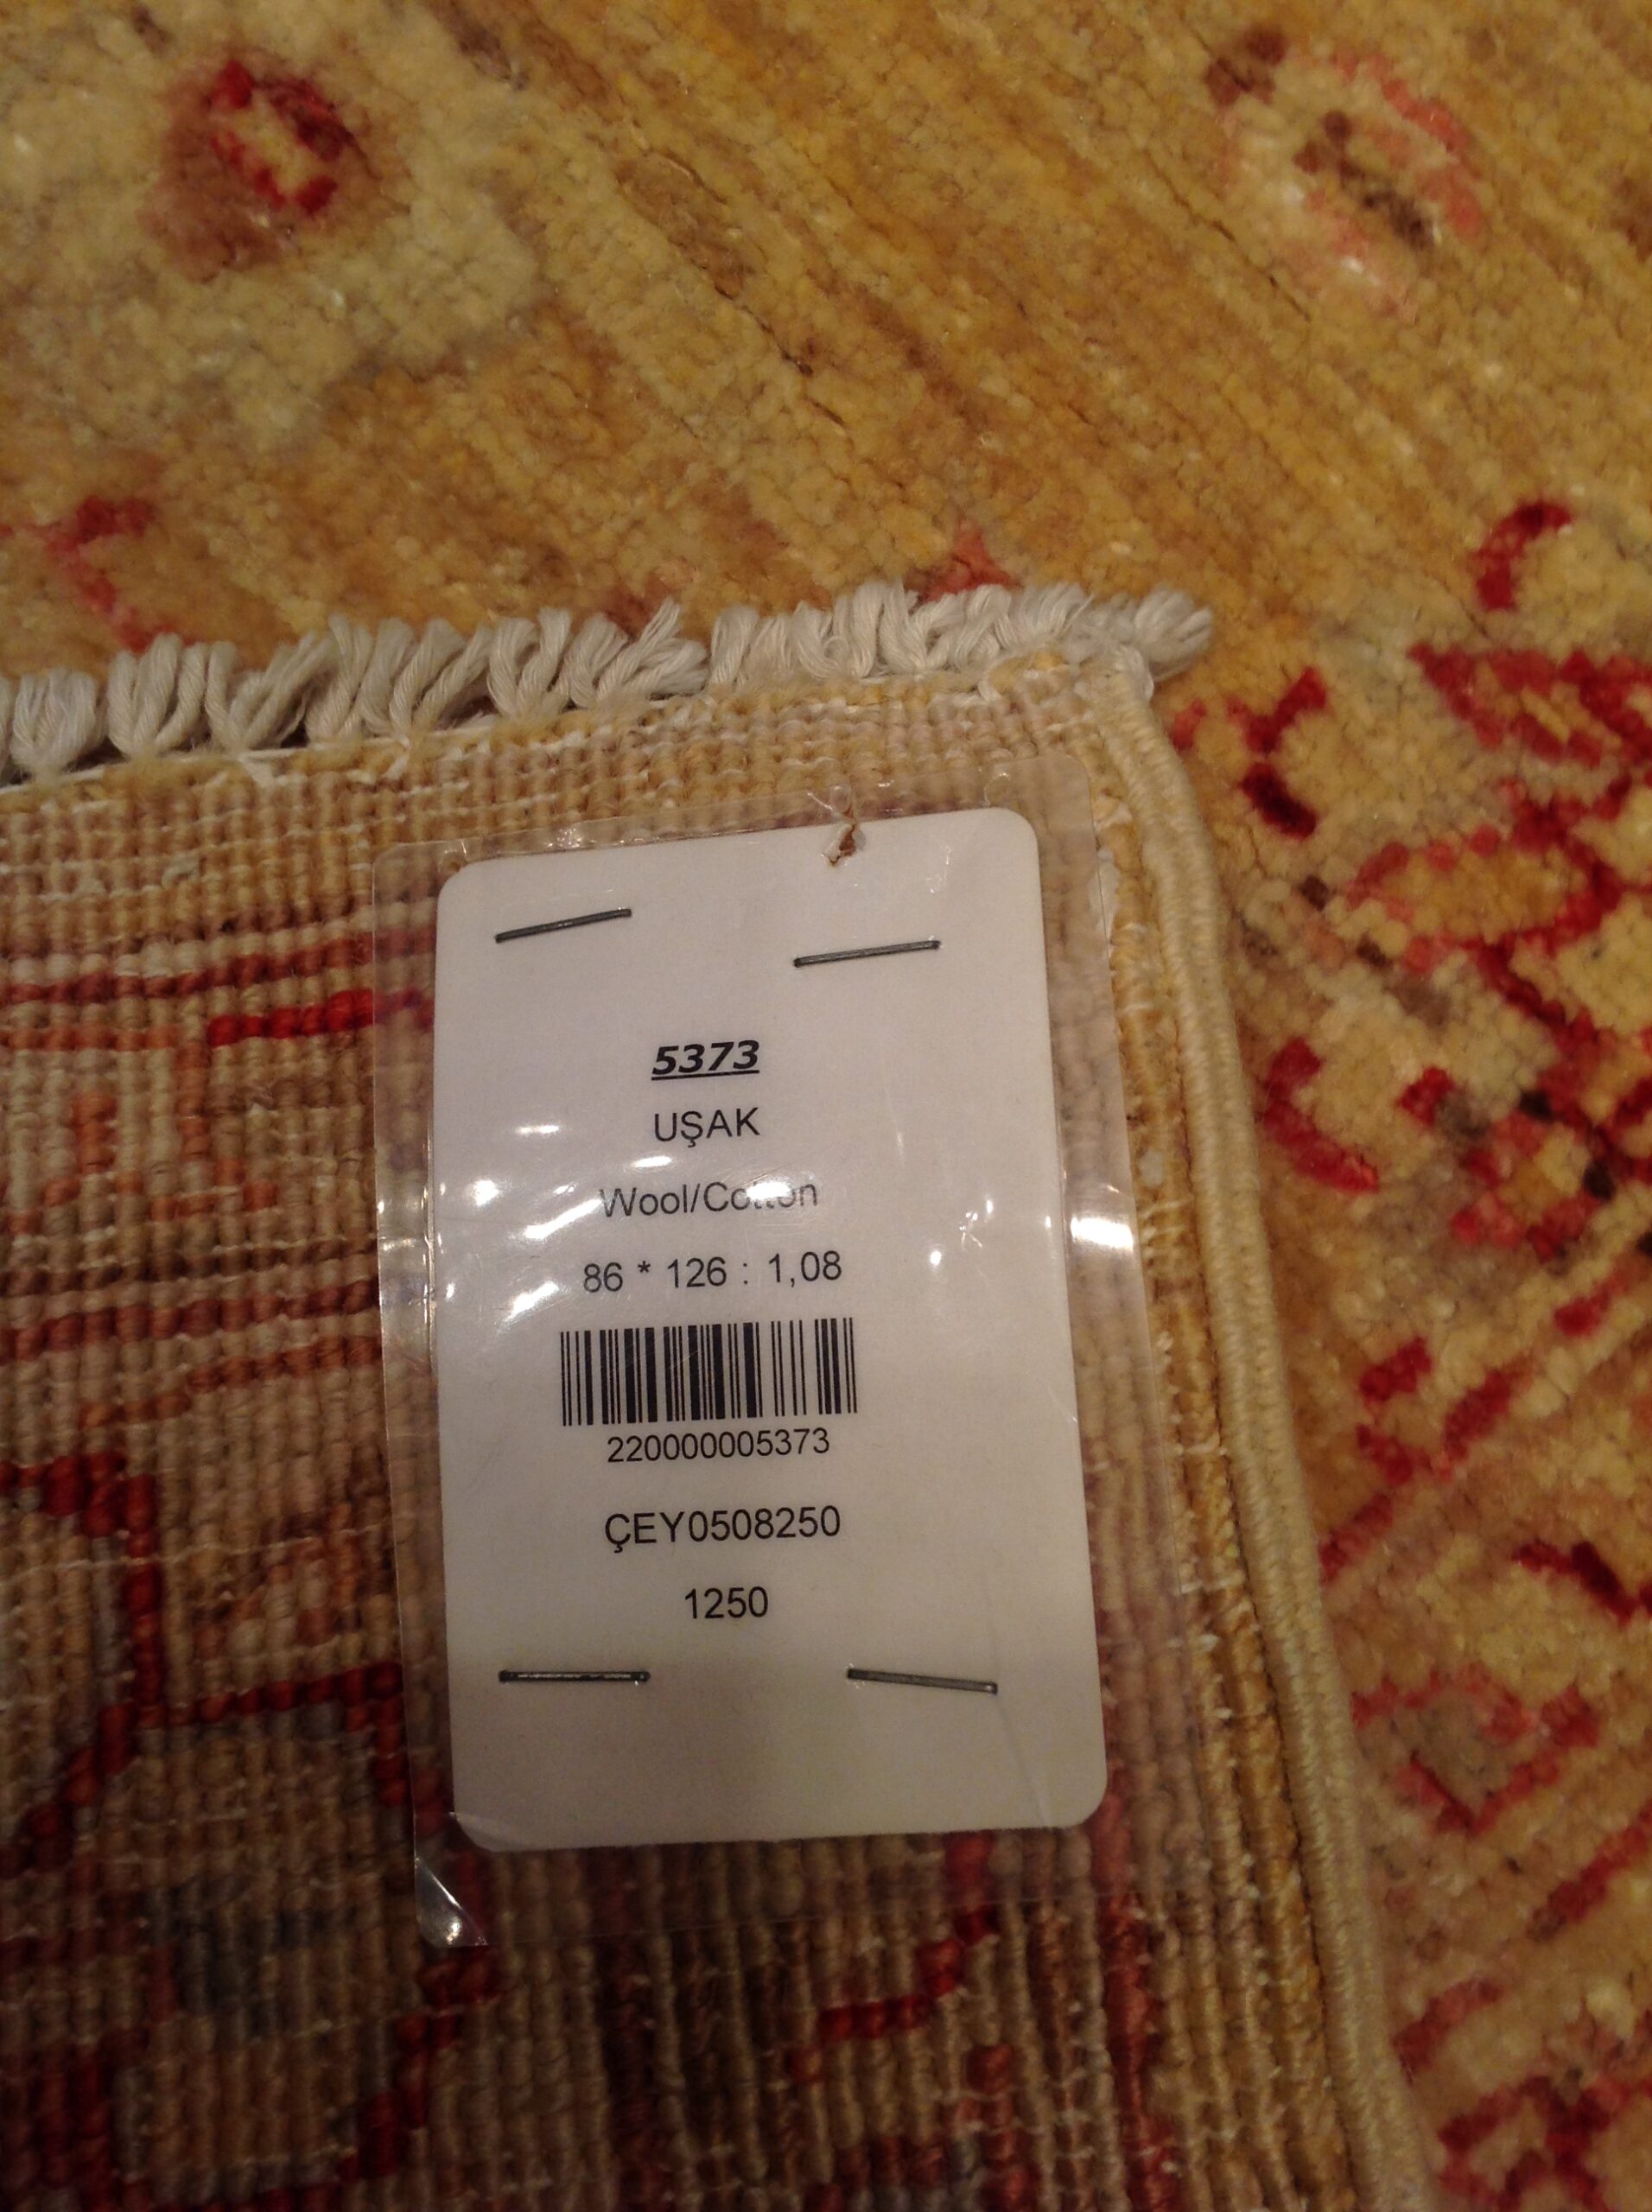 5373
UŞAK
Wool/Cotton
86 * 126 : 1,08
220000005373
ÇEY0508250
1250